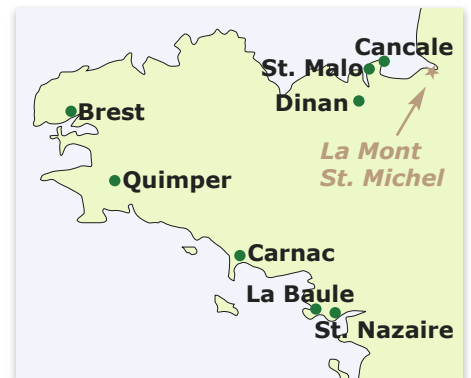 Cancale
St. Malo
Dinan
Brest
La Mont
St. Michel
Quimper
Carnac
La Baule
St. Nazaire